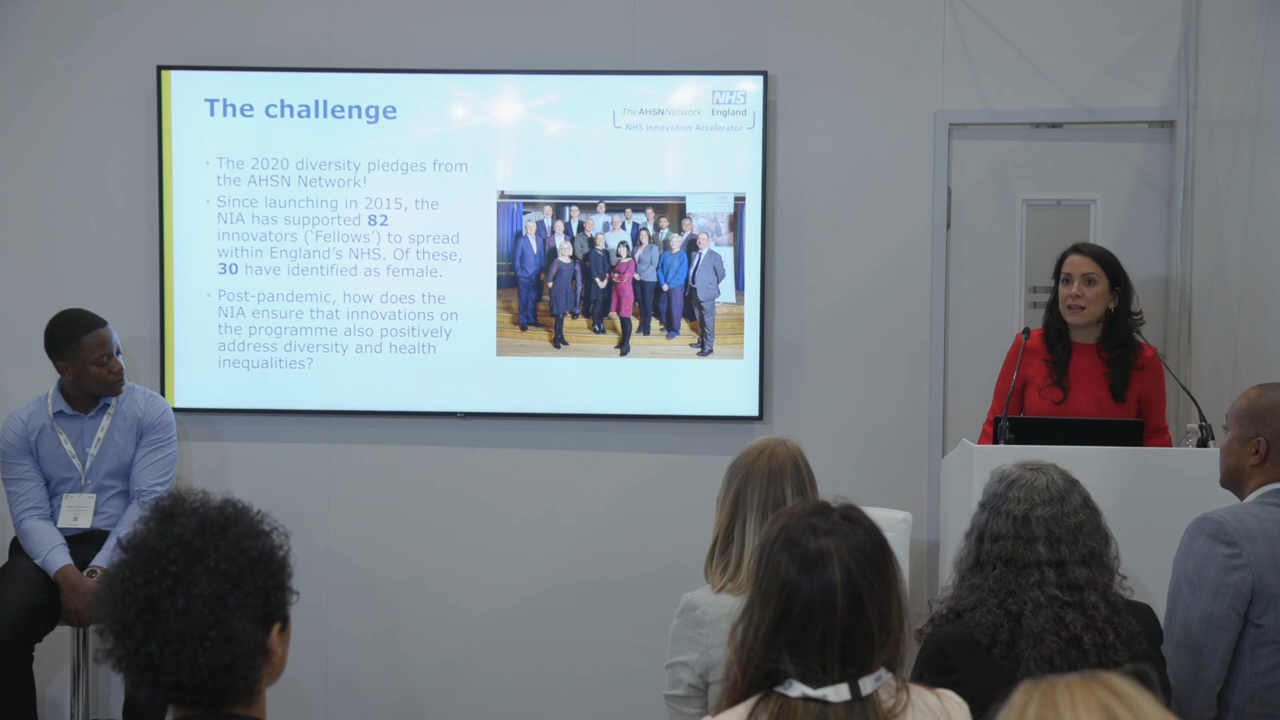 The challenge
NHS
TheAHSNNetwork England
NHS Innovation Accelerator
• The 2020 diversity pledges from
the AHSN Network!
• Since launching in 2015, the
NIA has supported 82
innovators (‘Fellows’) to spread
within England’s NHS. Of these,
30 have identified as female.
• Post-pandemic, how does the
NIA ensure that innovations on
the programme also positively
address diversity and health
inequalities?